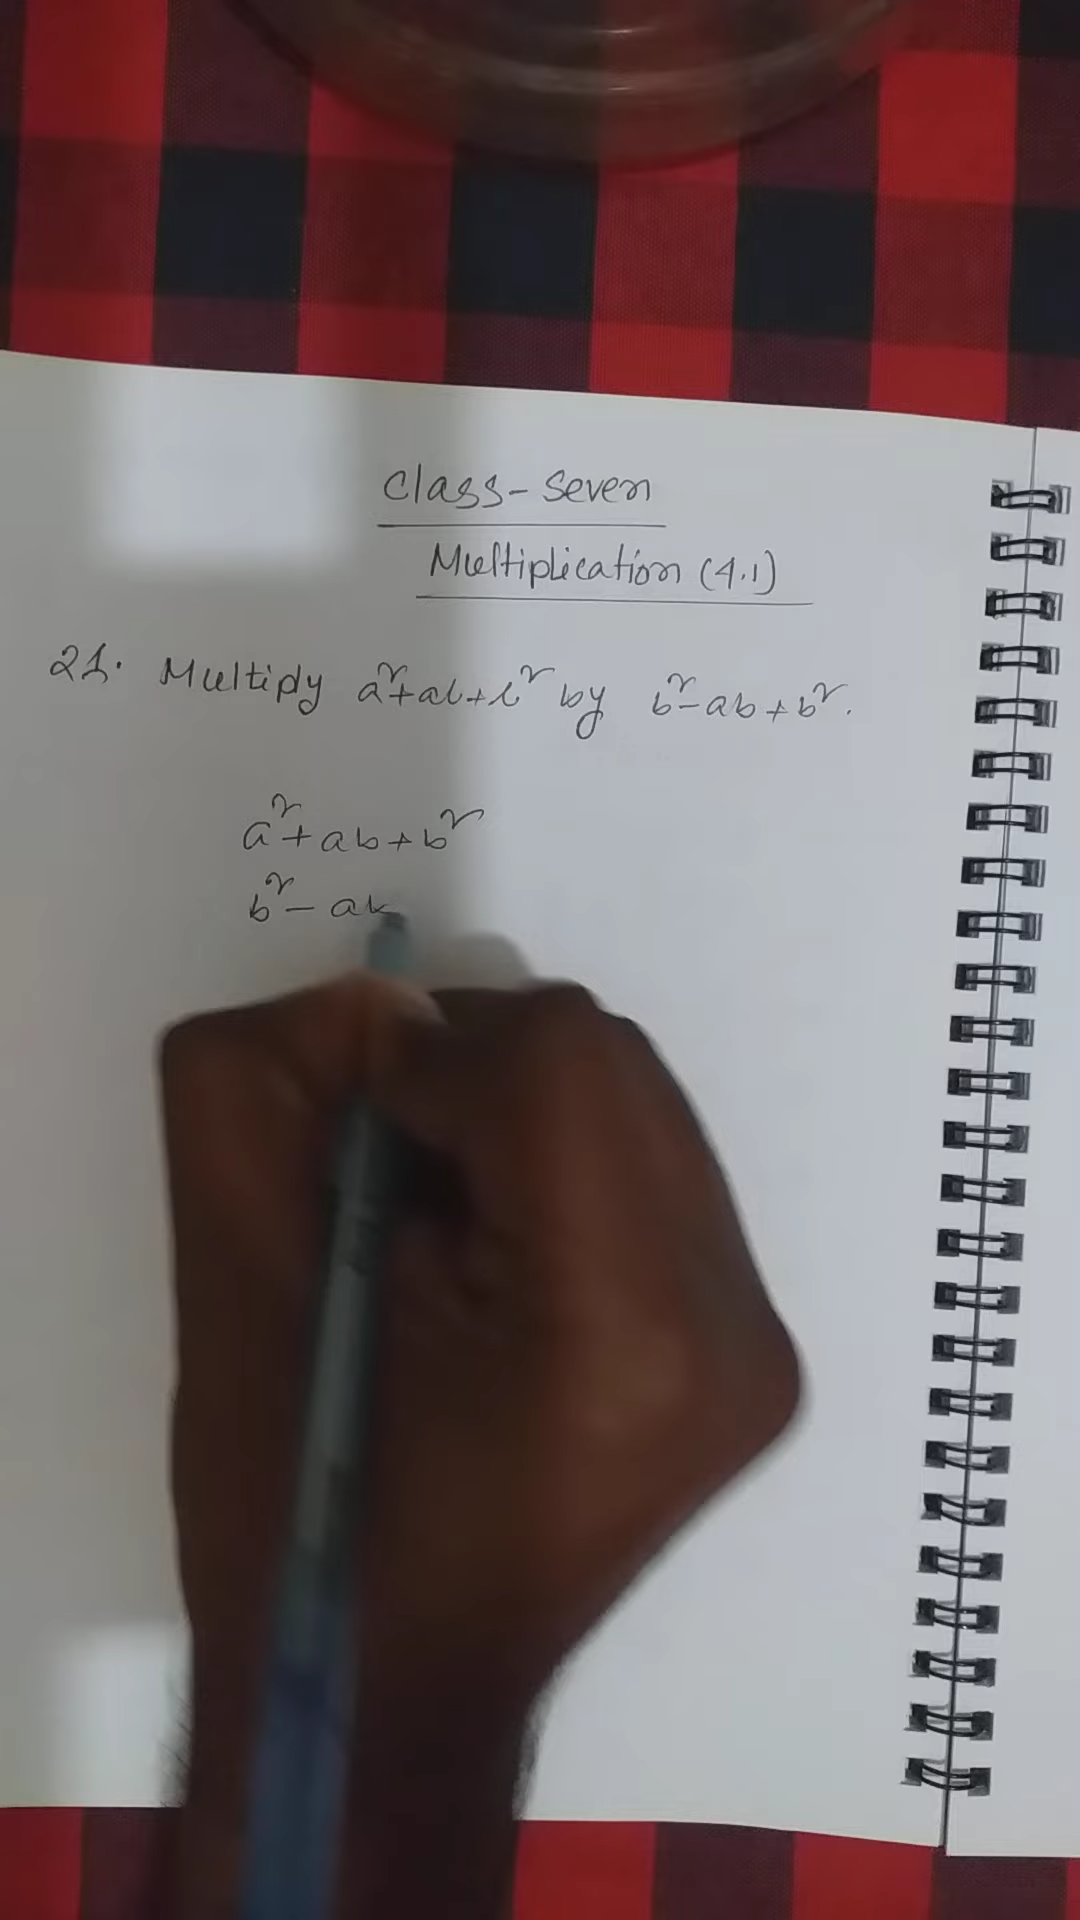 Class-Seven
Multiplication (4.1)
21. Multiply a²+ab+b² by b²-ab+b².
a²+ab+b²
b²-ab